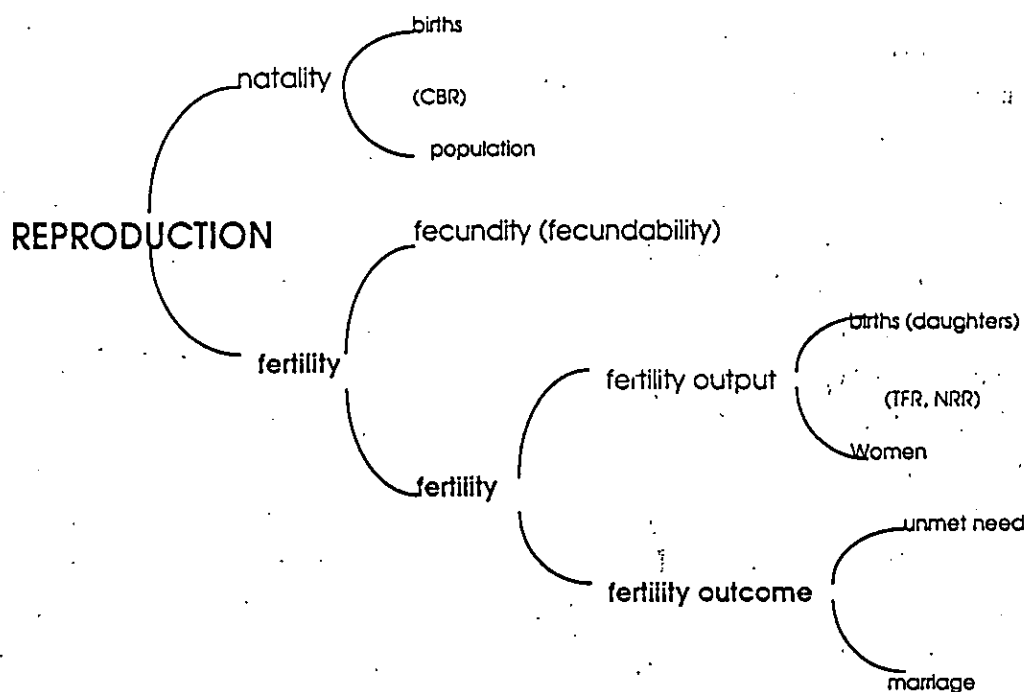 births
natality
(CBR)
population
REPRODUCTION
fecundity (fecundability)
births (daughters)
fertility
fertility output
(TFR, NRR)
Women
fertility
unmet need
fertility outcome
marriage